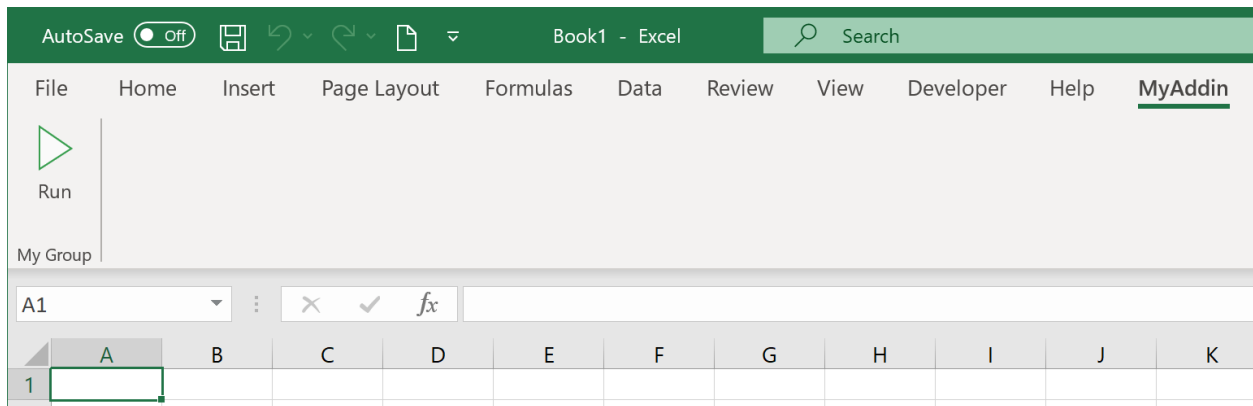 AutoSave Off Book1 - Excel Search
File Home Insert Page Layout Formulas Data Review View Developer Help MyAddin
Run
My Group
A1 fx
A B C D E F G H I J K
1